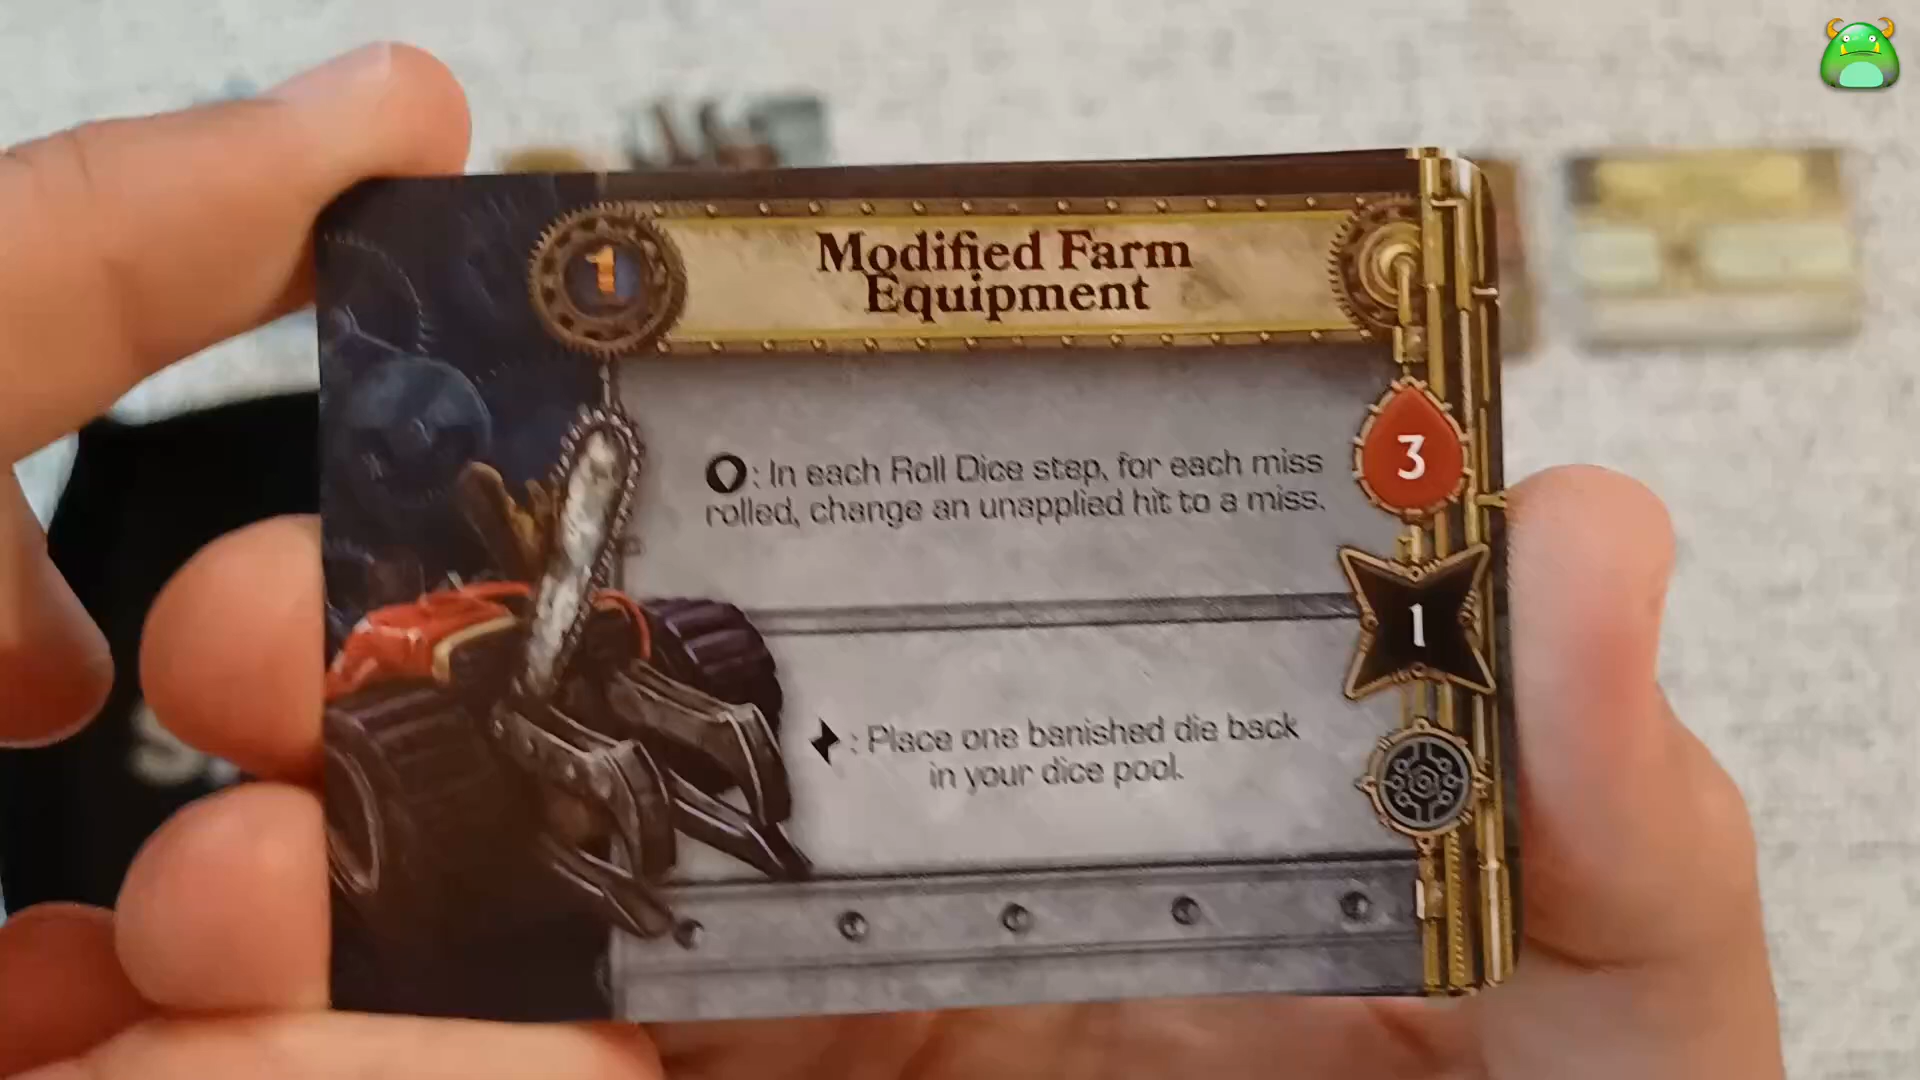 1
Modified Farm
Equipment
3
: In each Roll Dice step, for each miss
rolled, change an unapplied hit to a miss.
1
: Place one banished die back
in your dice pool.